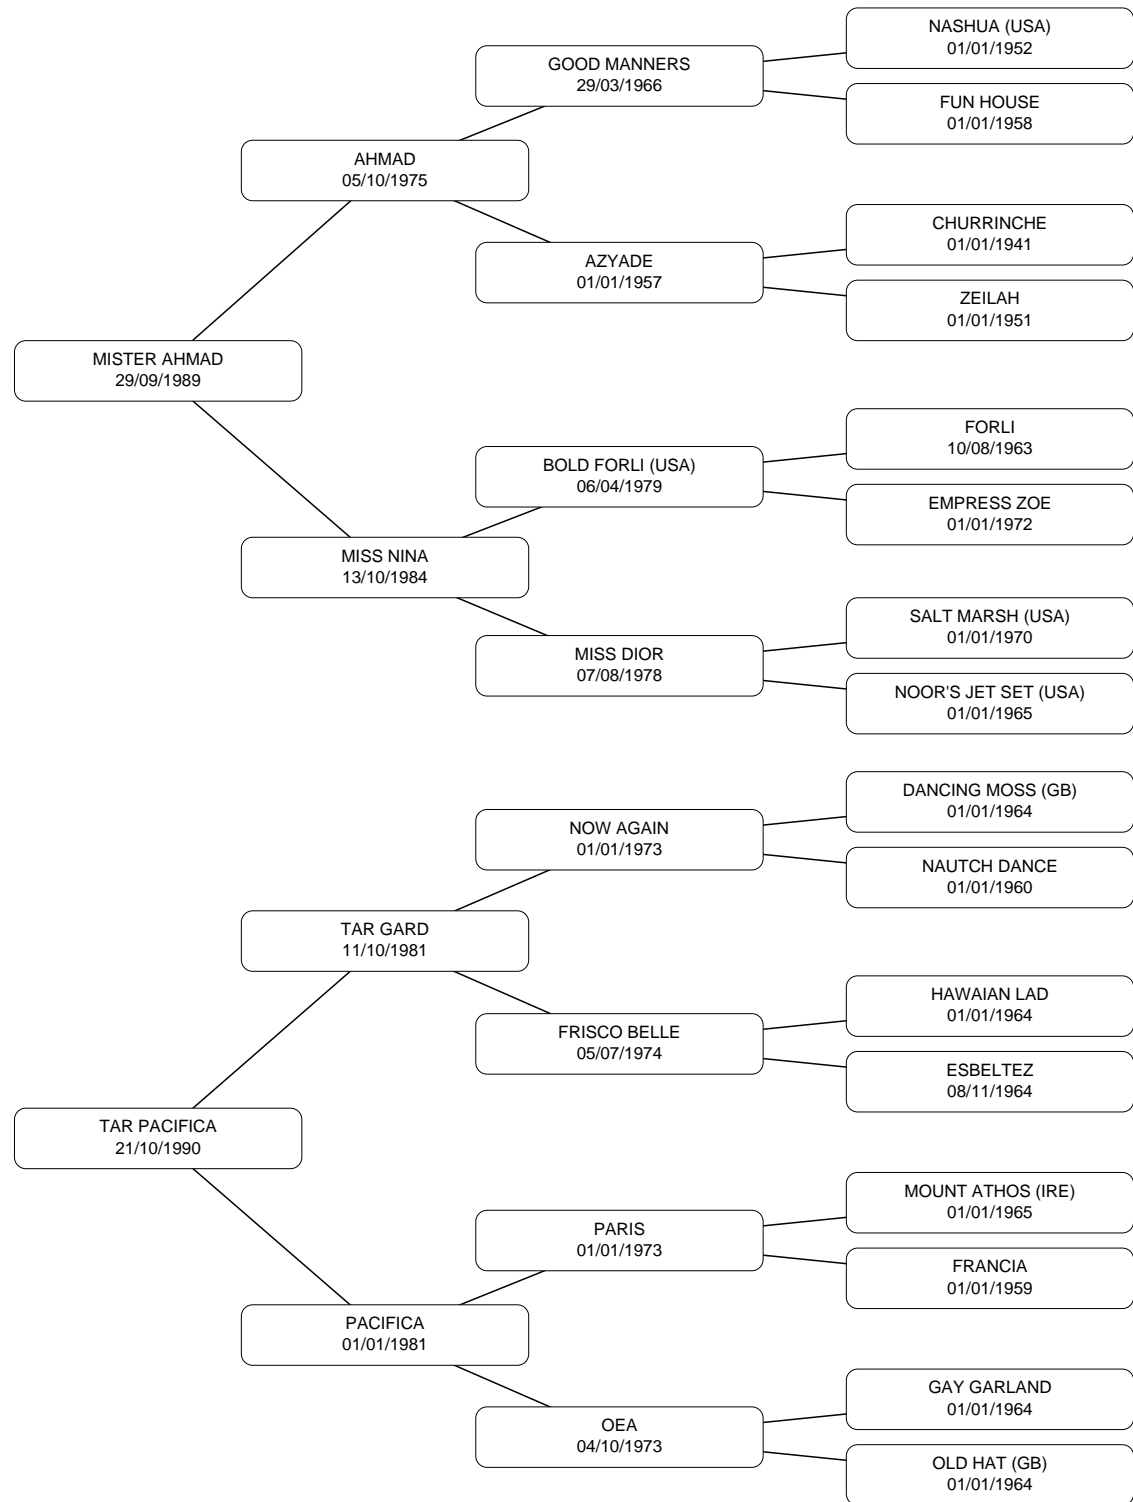 NASHUA (USA)
01/01/1952
GOOD MANNERS
29/03/1966
FUN HOUSE
01/01/1958
AHMAD
05/10/1975
CHURRINCHE
01/01/1941
AZYADE
01/01/1957
ZEILAH
01/01/1951
MISTER AHMAD
29/09/1989
FORLI
10/08/1963
BOLD FORLI (USA)
06/04/1979
EMPRESS ZOE
01/01/1972
MISS NINA
13/10/1984
SALT MARSH (USA)
01/01/1970
MISS DIOR
07/08/1978
NOOR'S JET SET (USA)
01/01/1965
DANCING MOSS (GB)
01/01/1964
NOW AGAIN
01/01/1973
NAUTCH DANCE
01/01/1960
TAR GARD
11/10/1981
HAWAIAN LAD
01/01/1964
FRISCO BELLE
05/07/1974
ESBELTEZ
08/11/1964
TAR PACIFICA
21/10/1990
MOUNT ATHOS (IRE)
01/01/1965
PARIS
01/01/1973
FRANCIA
01/01/1959
PACIFICA
01/01/1981
GAY GARLAND
01/01/1964
OEA
04/10/1973
OLD HAT (GB)
01/01/1964